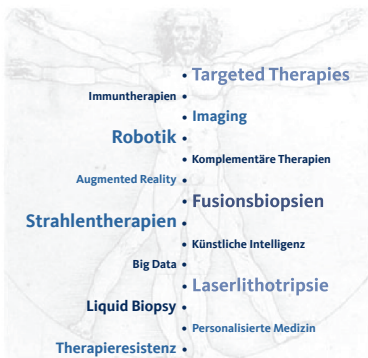 • Targeted Therapies
Immuntherapien •
• Imaging
Robotik •
• Komplementäre Therapien
Augmented Reality •
• Fusionsbiopsien
Strahlentherapien •
• Künstliche Intelligenz
Big Data •
• Laserlithotripsie
Liquid Biopsy •
• Personalisierte Medizin
Therapieresistenz •